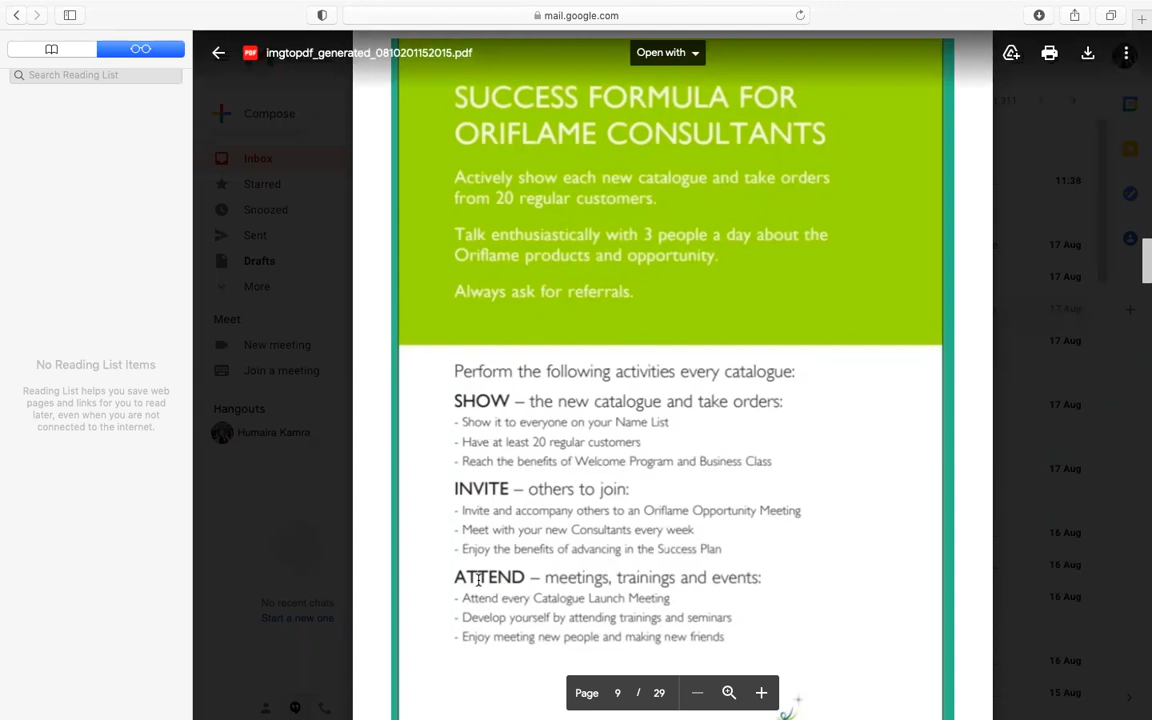 mail.google.com
Search Reading List
imgtopdf_generated_0810201152015.pdf
Open with
Compose
Inbox
Starred
Snoozed
Sent
Drafts
More
Meet
New meeting
Join a meeting
Hangouts
Humaira Kamra
No recent chats
Start a new one
No Reading List Items
Reading List helps you save web
pages and links for you to read
later, even when you are not
connected to the internet.
SUCCESS FORMULA FOR
ORIFLAME CONSULTANTS
Actively show each new catalogue and take orders
from 20 regular customers.
Talk enthusiastically with 3 people a day about the
Oriflame products and opportunity.
Always ask for referrals.
Perform the following activities every catalogue:
SHOW – the new catalogue and take orders:
- Show it to everyone on your Name List
- Have at least 20 regular customers
- Reach the benefits of Welcome Program and Business Class
INVITE – others to join:
- Invite and accompany others to an Oriflame Opportunity Meeting
- Meet with your new Consultants every week
- Enjoy the benefits of advancing in the Success Plan
ATTEND – meetings, trainings and events:
- Attend every Catalogue Launch Meeting
- Develop yourself by attending trainings and seminars
- Enjoy meeting new people and making new friends
Page 9 / 29
11:38
17 Aug
17 Aug
17 Aug
17 Aug
17 Aug
17 Aug
16 Aug
16 Aug
16 Aug
16 Aug
15 Aug